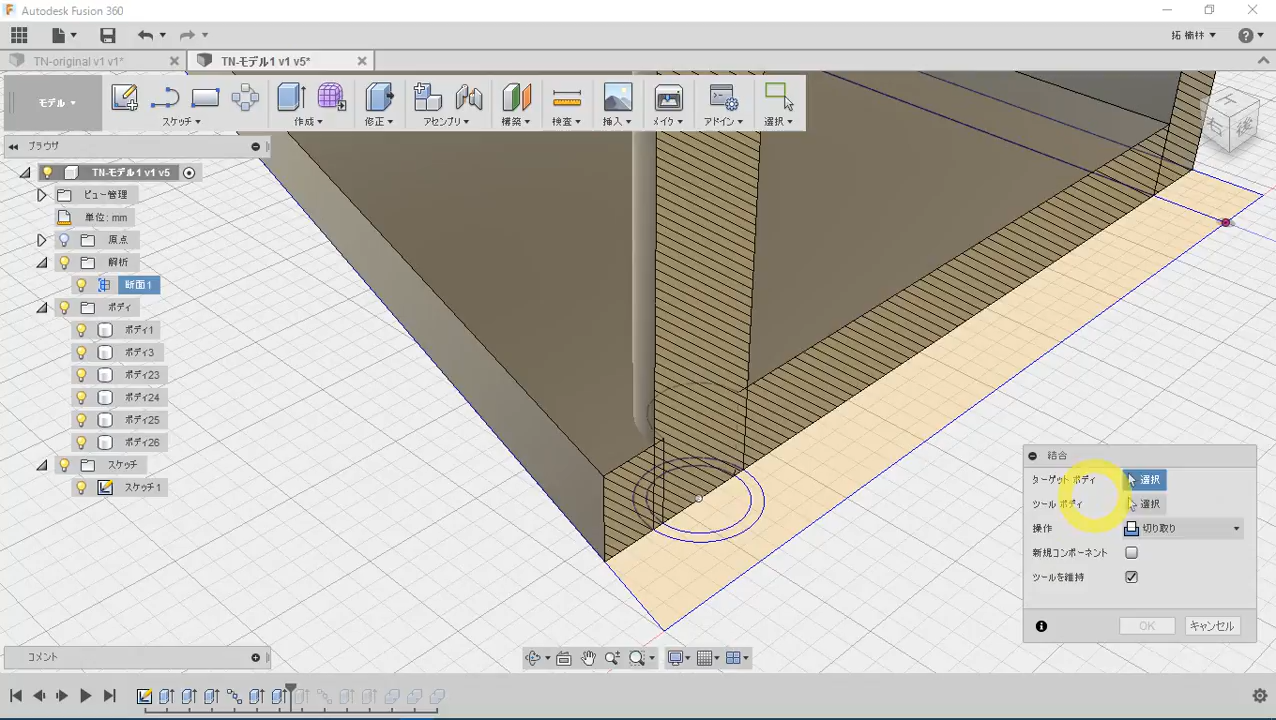 Autodesk Fusion 360
拓 楡林
TN-original v1 v1*
TN-モデル1 v1 v5*
モデル
スケッチ
作成
修正
アセンブリ
構築
検査
挿入
メイク
アドイン
選択
ブラウザ
TN-モデル1 v1 v5
ビュー管理
単位: mm
原点
解析
断面1
ボディ
ボディ1
ボディ3
ボディ23
ボディ24
ボディ25
ボディ26
スケッチ
スケッチ1
結合
ターゲット ボディ 選択
ツール ボディ 選択
操作 切り取り
新規コンポーネント
ツールを維持
OK キャンセル
コメント